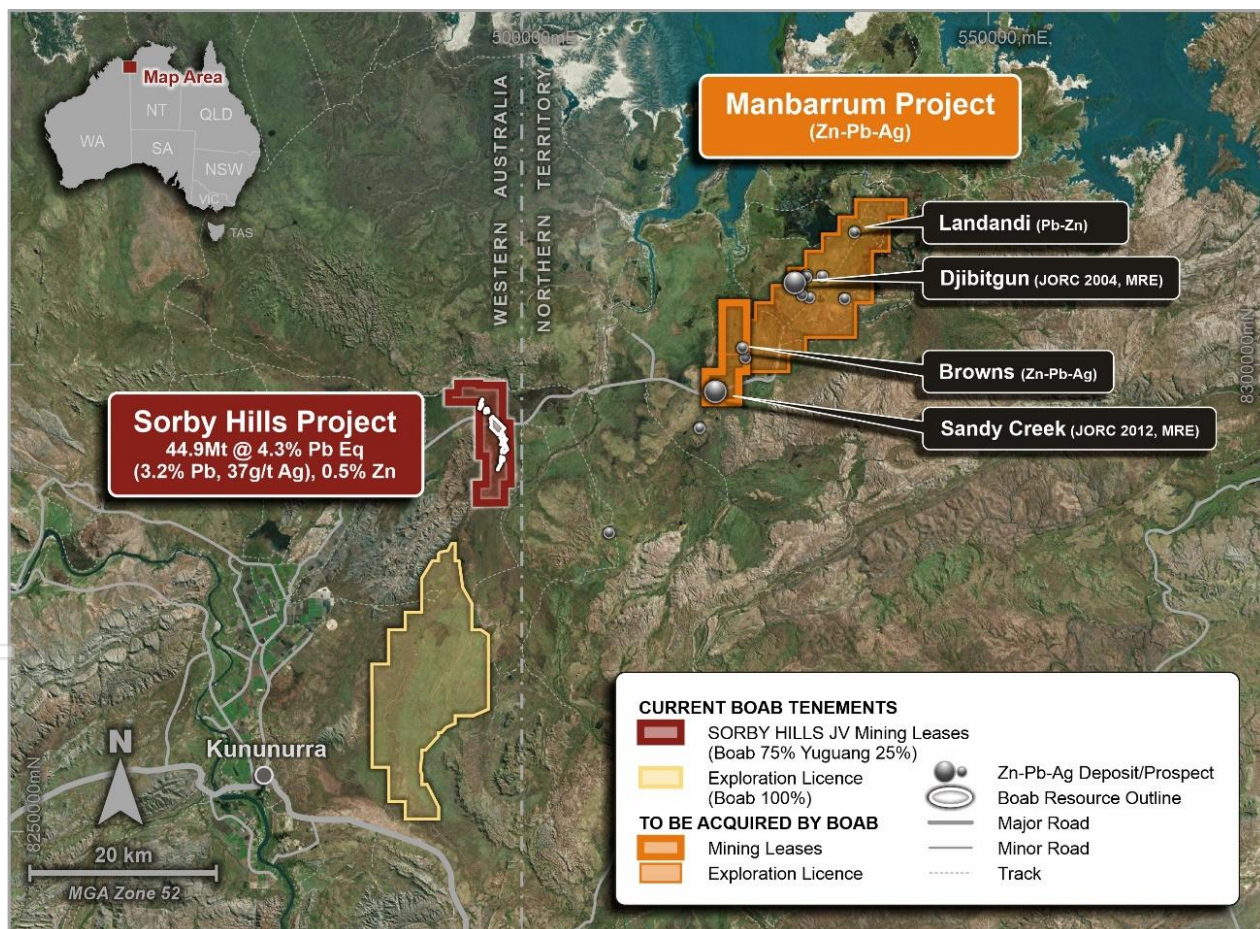 500000mE
550000,mE
Map Area
NT
QLD
WA
SA
NSW
VIC
TAS
WESTERN AUSTRALIA
NORTHERN TERRITORY
Manbarrum Project
(Zn-Pb-Ag)
Landandi (Pb-Zn)
Djibitgun (JORC 2004, MRE)
Browns (Zn-Pb-Ag)
Sandy Creek (JORC 2012, MRE)
8300000mN
Sorby Hills Project
44.9Mt @ 4.3% Pb Eq
(3.2% Pb, 37g/t Ag), 0.5% Zn
Kununurra
N
8250000mN
20 km
MGA Zone 52
CURRENT BOAB TENEMENTS
SORBY HILLS JV Mining Leases
(Boab 75% Yuguang 25%)
Exploration Licence
(Boab 100%)
TO BE ACQUIRED BY BOAB
Mining Leases
Exploration Licence
Zn-Pb-Ag Deposit/Prospect
Boab Resource Outline
Major Road
Minor Road
Track